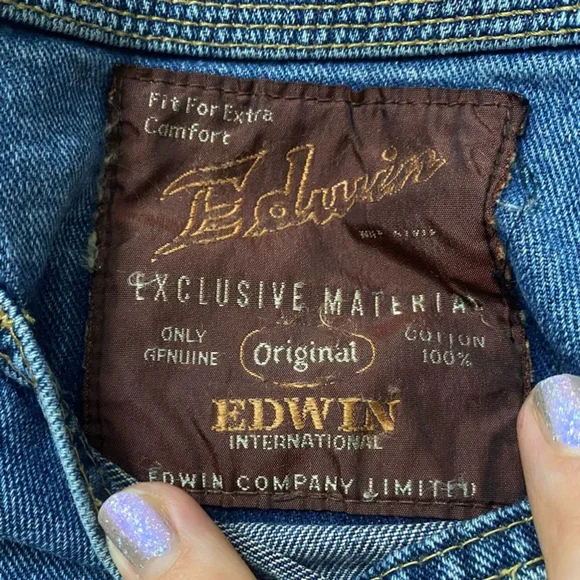 Fit For Extra
Comfort
Edwin
EXCLUSIVE MATERIAL
ONLY
GENUINE
Original
COTTON
100%
EDWIN
INTERNATIONAL
EDWIN COMPANY LIMITED